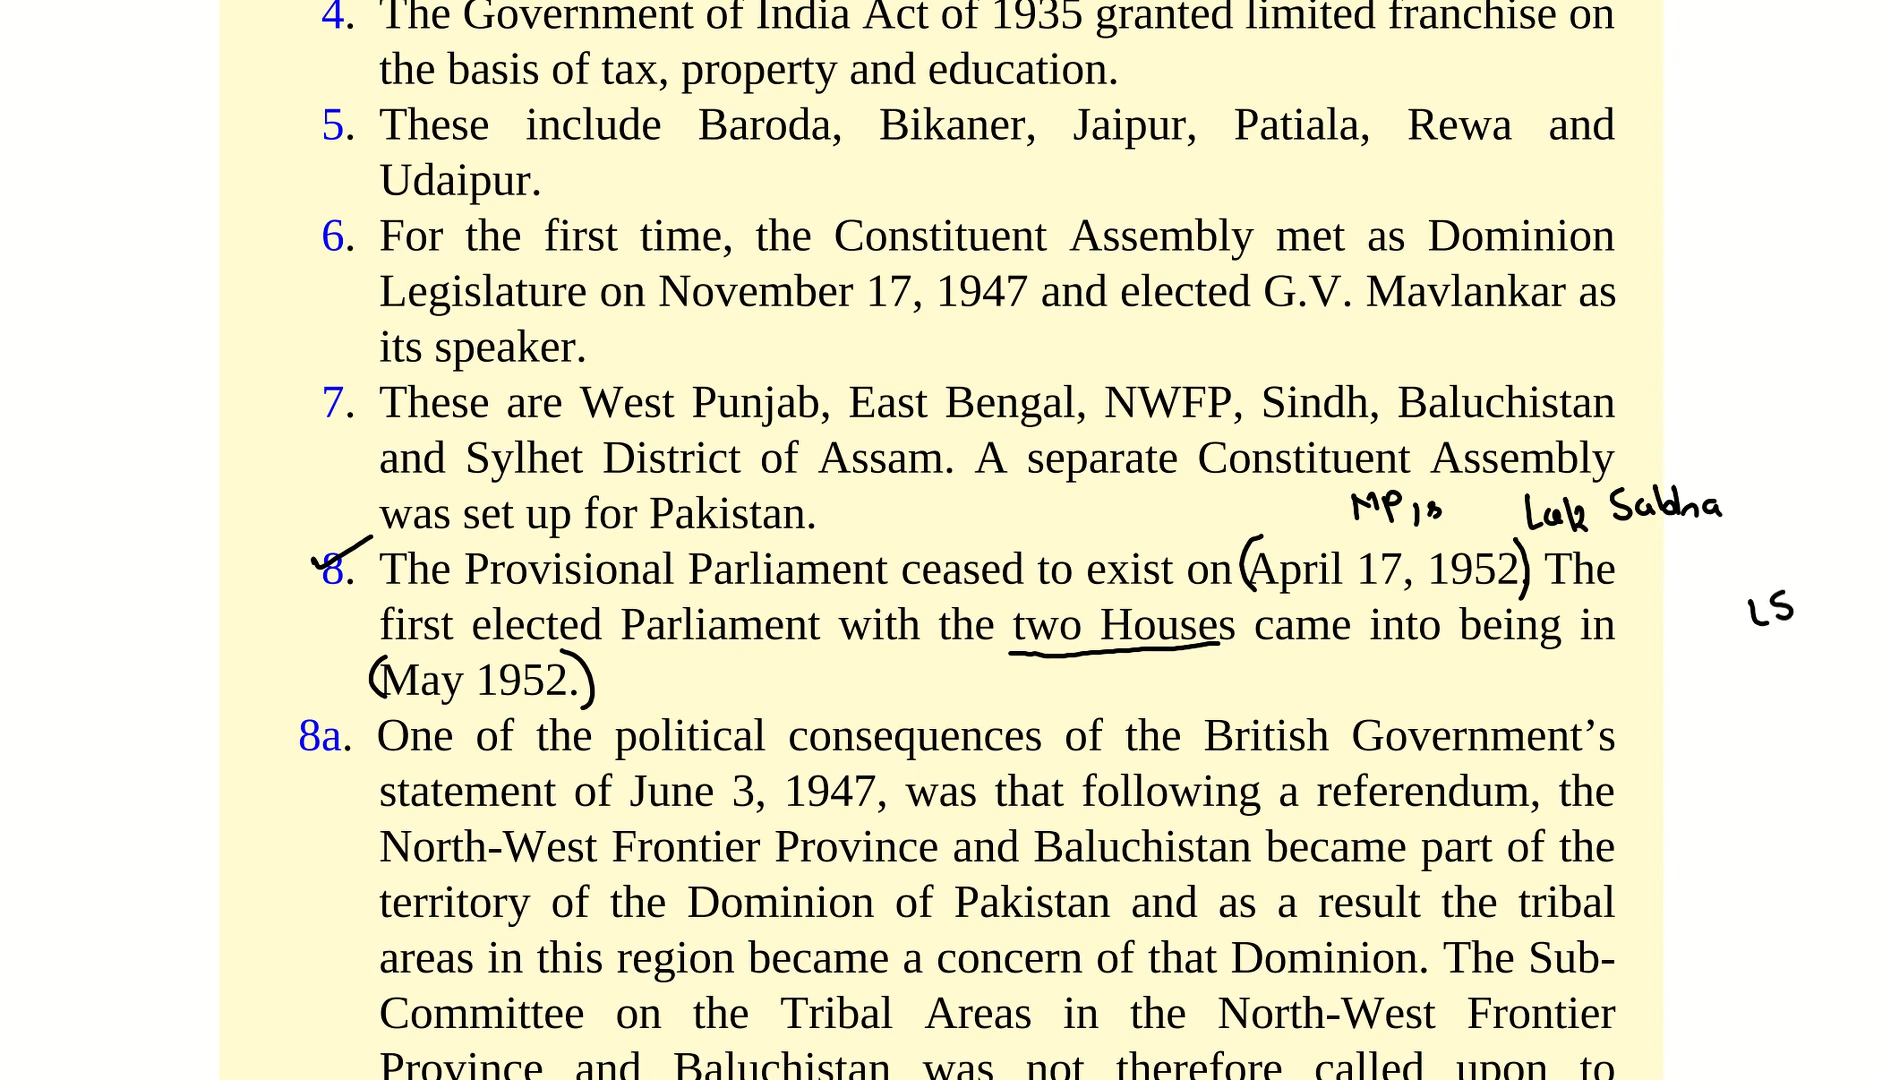 4. The Government of India Act of 1935 granted limited franchise on
the basis of tax, property and education.
5. These include Baroda, Bikaner, Jaipur, Patiala, Rewa and
Udaipur.
6. For the first time, the Constituent Assembly met as Dominion
Legislature on November 17, 1947 and elected G.V. Mavlankar as
its speaker.
7. These are West Punjab, East Bengal, NWFP, Sindh, Baluchistan
and Sylhet District of Assam. A separate Constituent Assembly
was set up for Pakistan.
MP Lok Sabha
8. The Provisional Parliament ceased to exist on (April 17, 1952.) The
first elected Parliament with the two Houses came into being in
LS
(May 1952.)
8a. One of the political consequences of the British Government’s
statement of June 3, 1947, was that following a referendum, the
North-West Frontier Province and Baluchistan became part of the
territory of the Dominion of Pakistan and as a result the tribal
areas in this region became a concern of that Dominion. The Sub-
Committee on the Tribal Areas in the North-West Frontier
Province and Baluchistan was not therefore called upon to